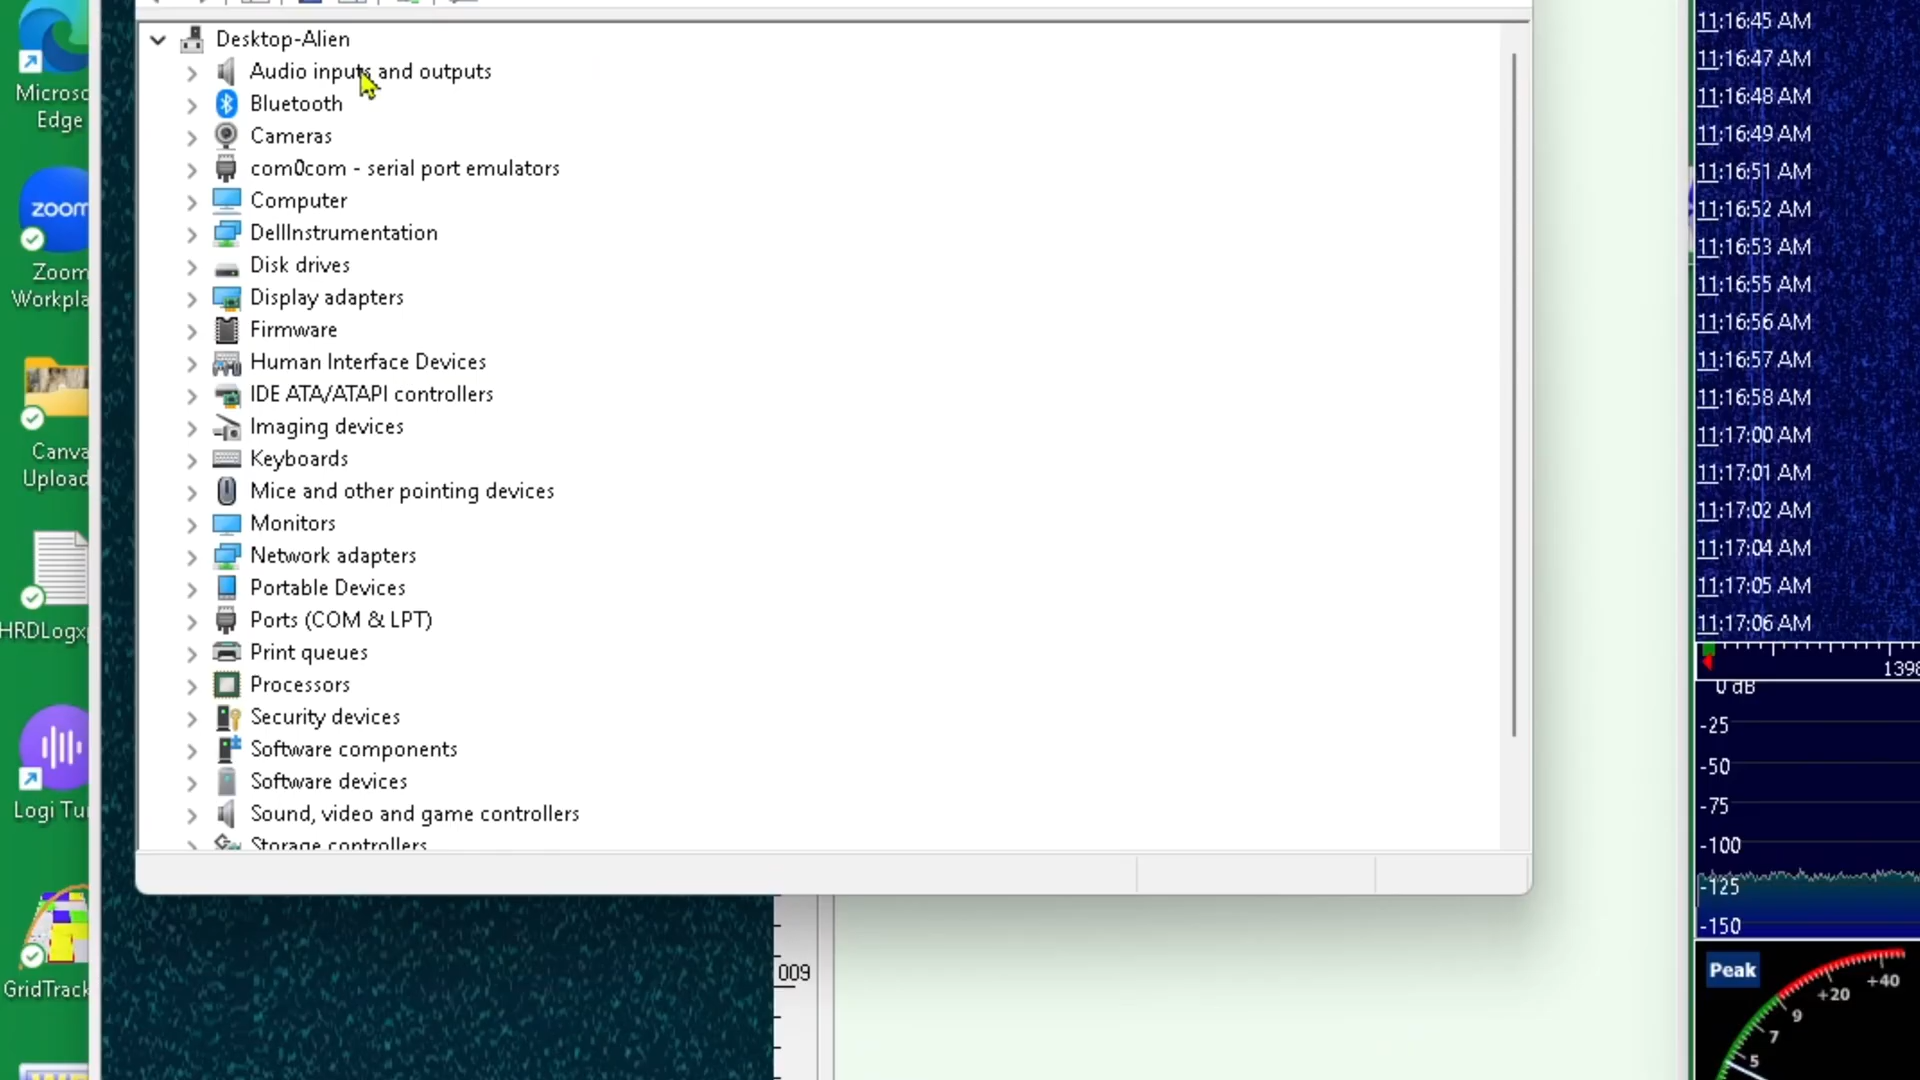 Microso
Edge
zoom
Zoom
Workpla
Canva
Upload
HRDLogx
Logi Tu
GridTrack
Desktop-Alien
Audio inputs and outputs
Bluetooth
Cameras
com0com - serial port emulators
Computer
DellInstrumentation
Disk drives
Display adapters
Firmware
Human Interface Devices
IDE ATA/ATAPI controllers
Imaging devices
Keyboards
Mice and other pointing devices
Monitors
Network adapters
Portable Devices
Ports (COM & LPT)
Print queues
Processors
Security devices
Software components
Software devices
Sound, video and game controllers
Storage controllers
009
11:16:45 AM
11:16:47 AM
11:16:48 AM
11:16:49 AM
11:16:51 AM
11:16:52 AM
11:16:53 AM
11:16:55 AM
11:16:56 AM
11:16:57 AM
11:16:58 AM
11:17:00 AM
11:17:01 AM
11:17:02 AM
11:17:04 AM
11:17:05 AM
11:17:06 AM
1398
0 dB
-25
-50
-75
-100
-125
-150
Peak
5
7
9
+20
+40